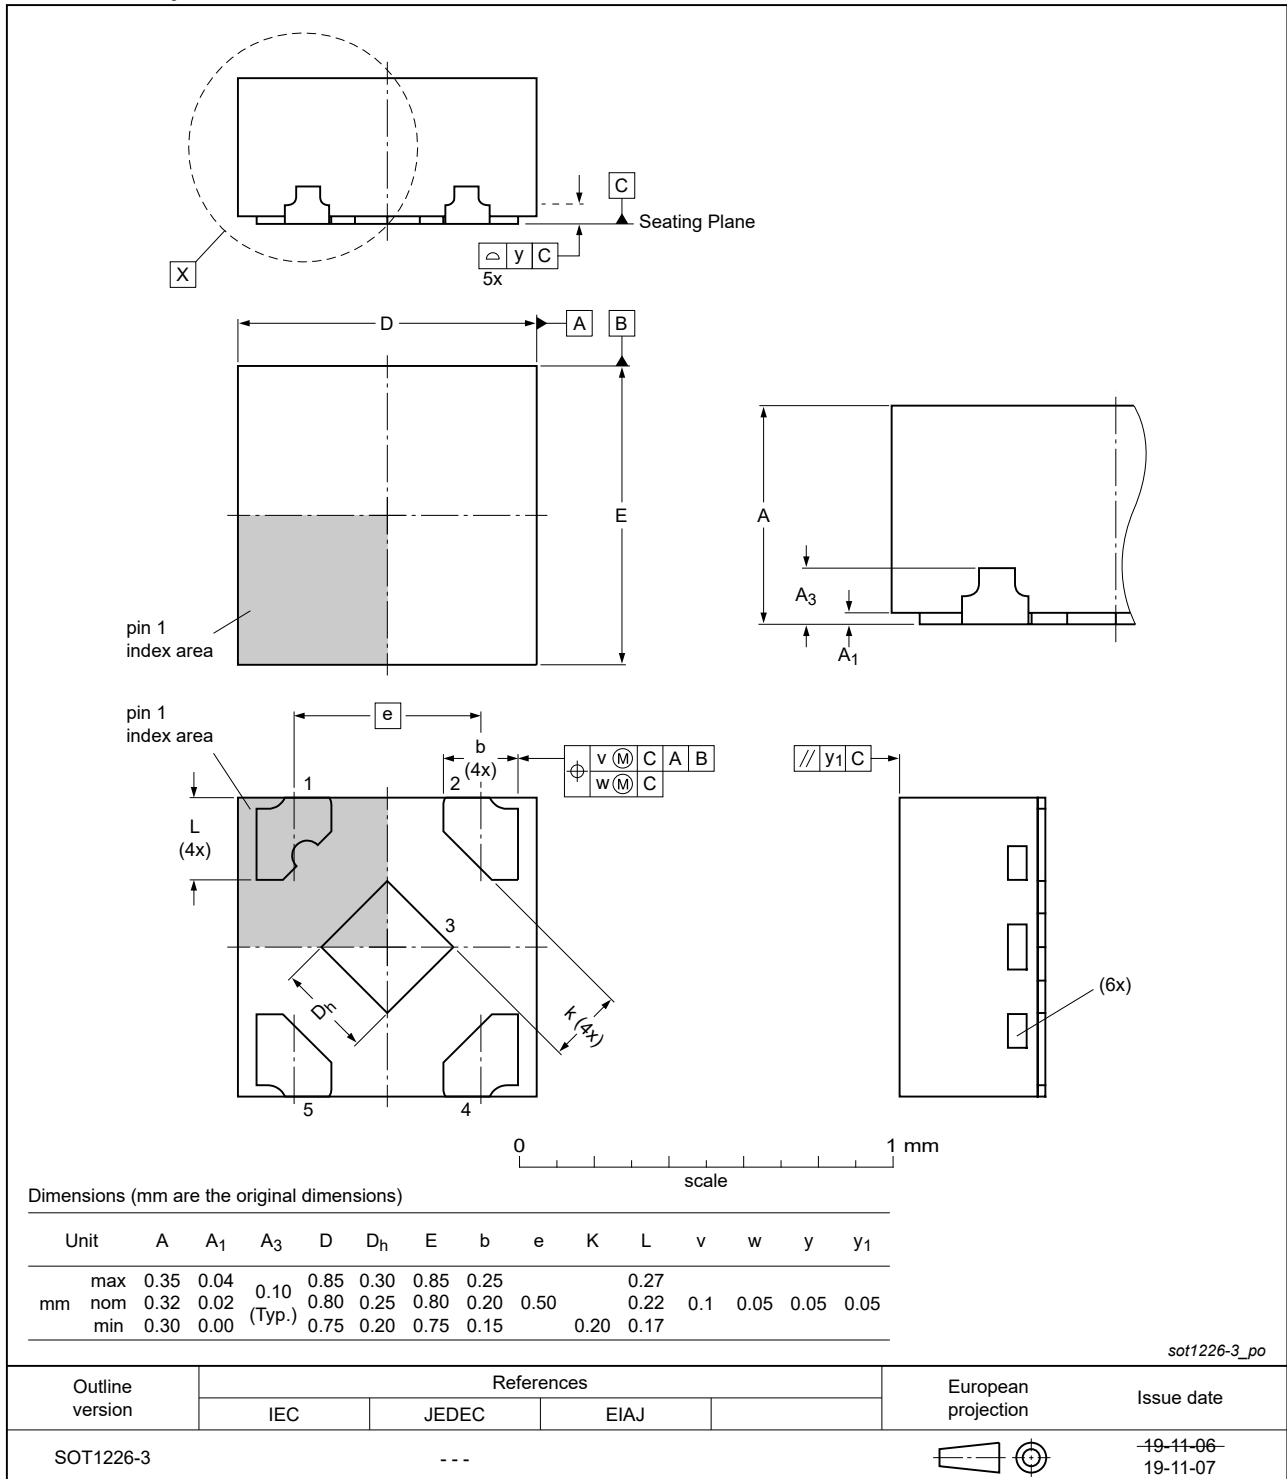 C
Seating Plane
y C
5x
X
D
A
B
E
pin 1
index area
A
A3
A1
pin 1
index area
e
b
(4x)
v M C A B
w M C
// y1 C
1
2
L
(4x)
3
Dh
k (4x)
(6x)
5
4
0
1 mm
scale
Dimensions (mm are the original dimensions)
Unit A A1 A3 D Dh E b e K L v w y y1
mm
max 0.35 0.04 0.85 0.30 0.85 0.25 0.27
0.10
(Typ.)
nom 0.32 0.02 0.80 0.25 0.80 0.20 0.50 0.22 0.1 0.05 0.05 0.05
min 0.30 0.00 0.75 0.20 0.75 0.15 0.20 0.17
sot1226-3_po
Outline
version
References
IEC JEDEC EIAJ
European
projection
Issue date
SOT1226-3
- - -
19-11-06
19-11-07